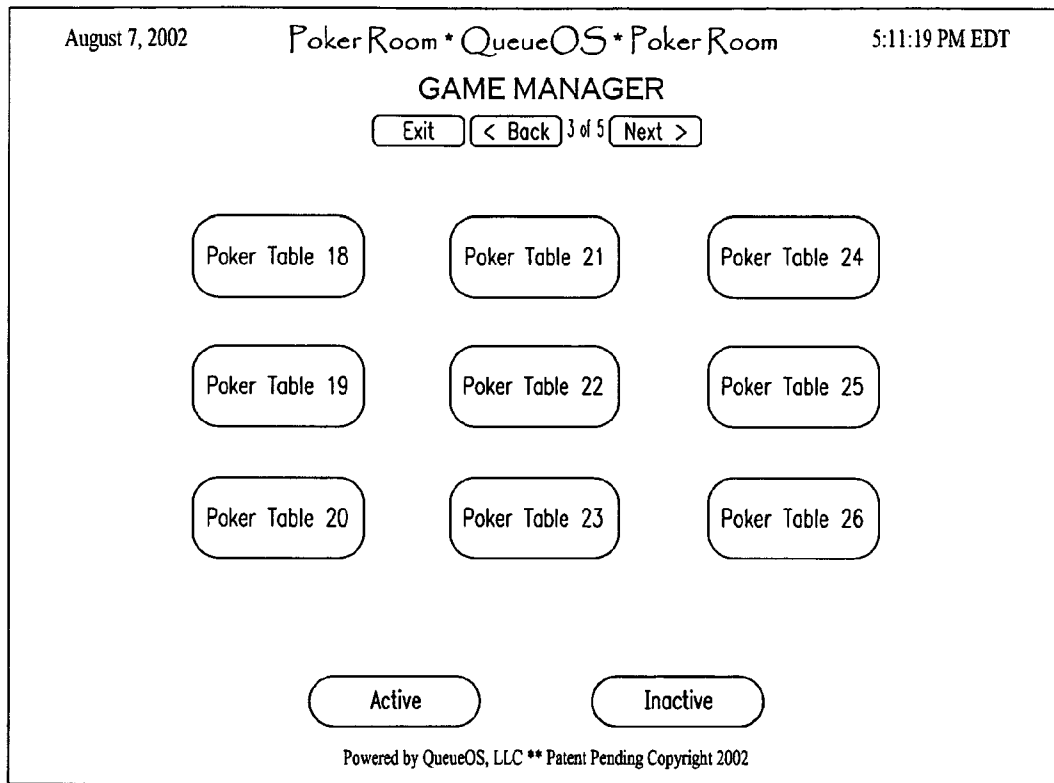 August 7, 2002 Poker Room * QueueOS * Poker Room 5:11:19 PM EDT
GAME MANAGER
Exit < Back 3 of 5 Next >
Poker Table 18 Poker Table 21 Poker Table 24
Poker Table 19 Poker Table 22 Poker Table 25
Poker Table 20 Poker Table 23 Poker Table 26
Active Inactive
Powered by QueueOS, LLC ** Patent Pending Copyright 2002